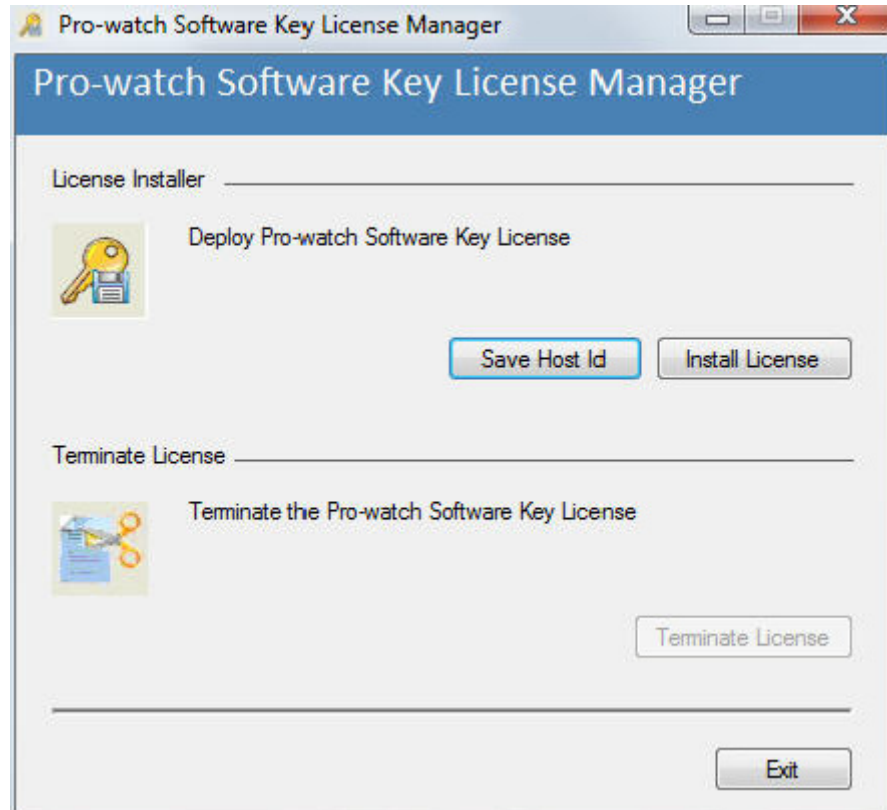 Pro-watch Software Key License Manager
Pro-watch Software Key License Manager
License Installer
Deploy Pro-watch Software Key License
Save Host Id Install License
Terminate License
Terminate the Pro-watch Software Key License
Terminate License
Exit